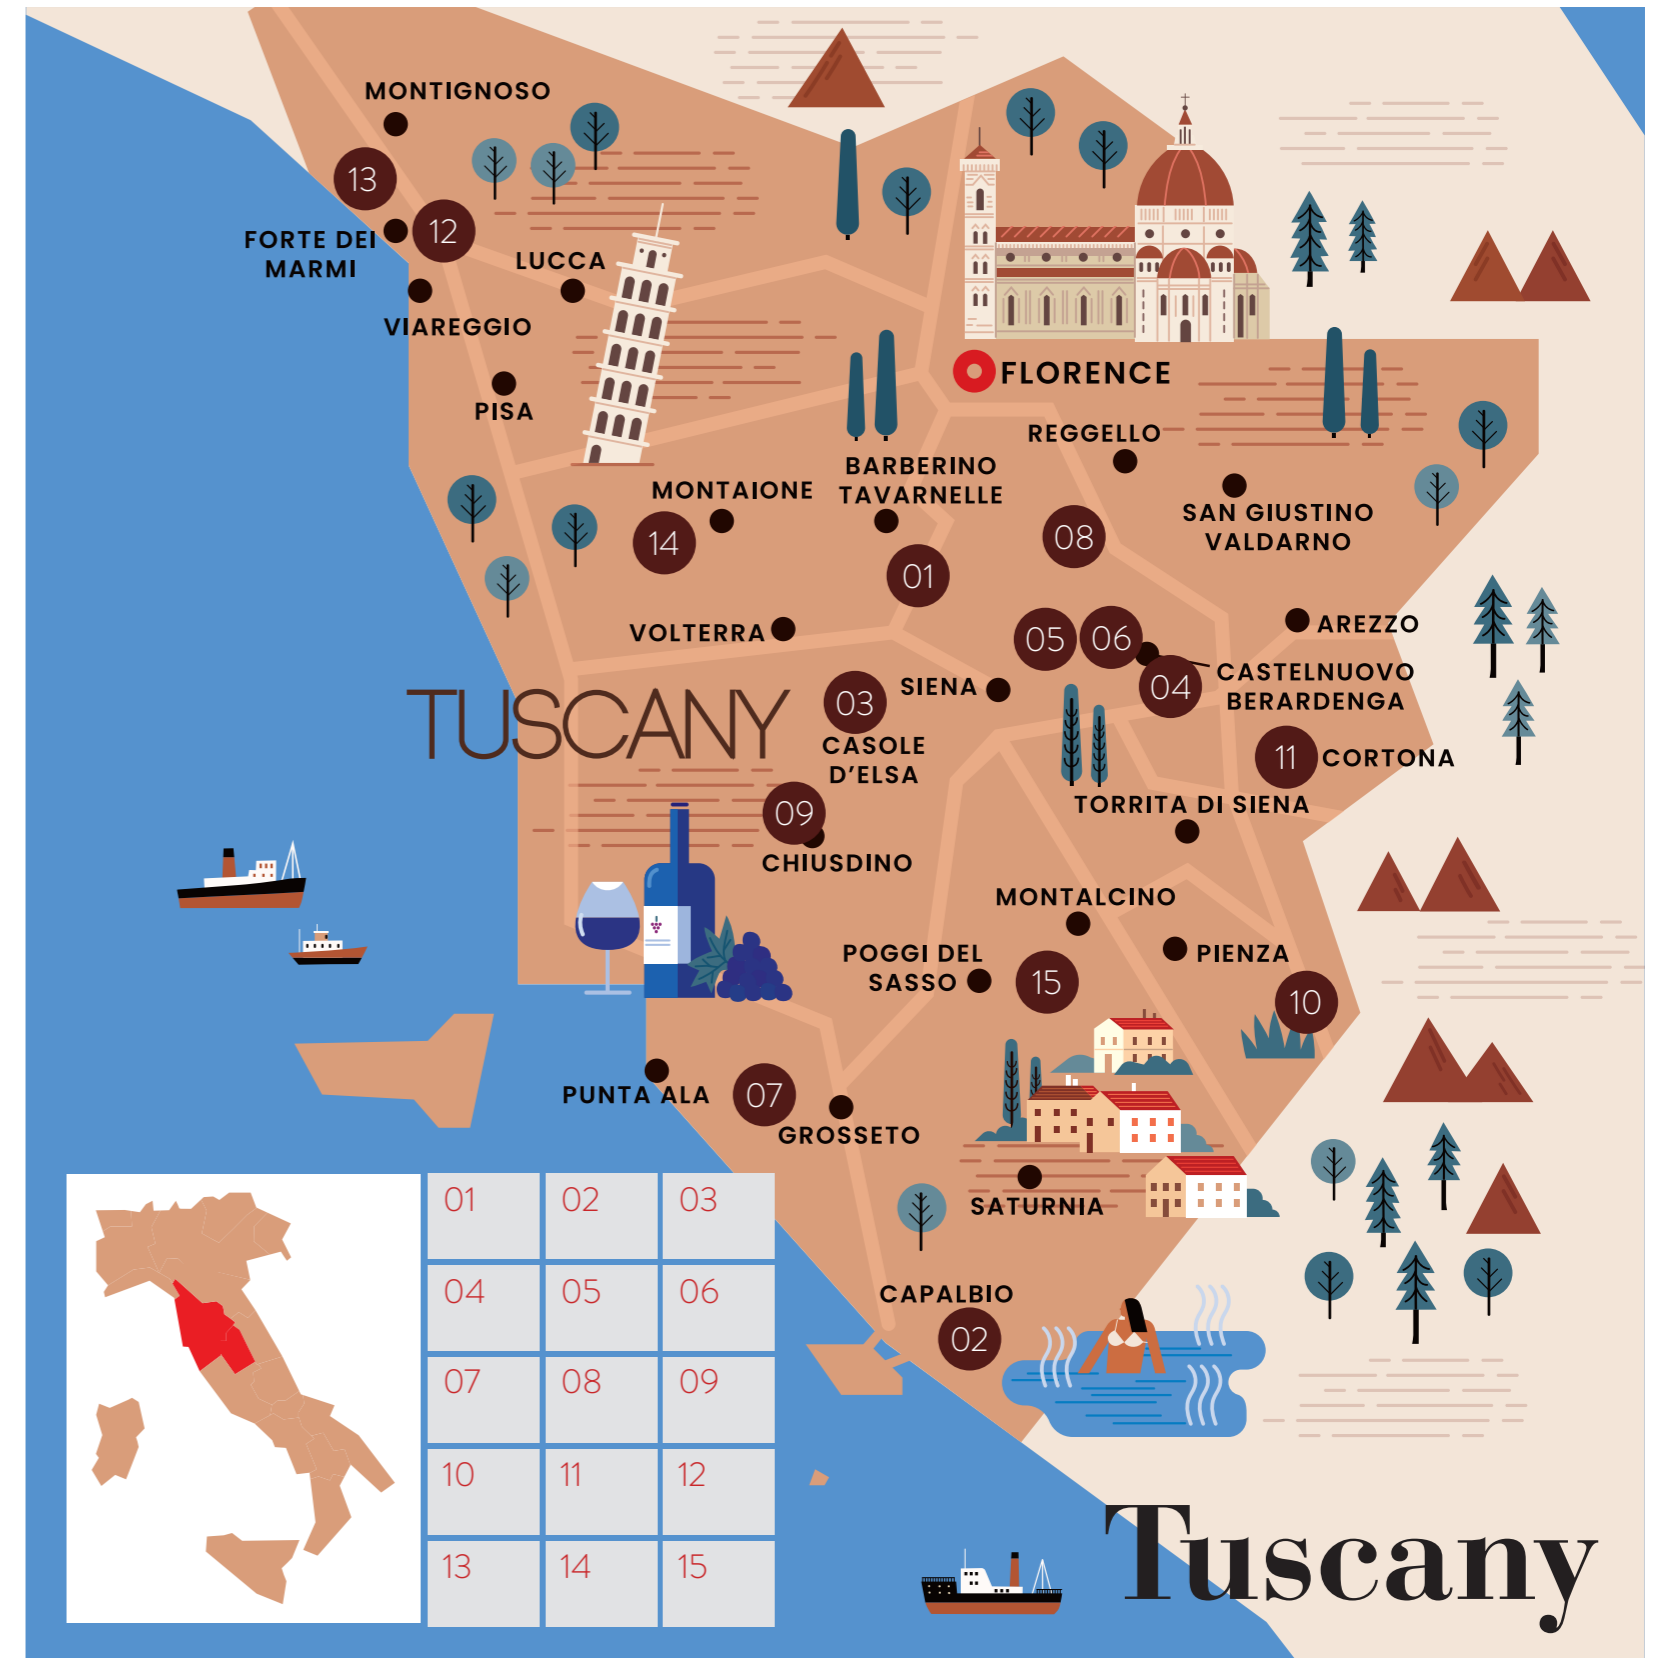 MONTIGNOSO
13
12
FORTE DEI
MARMI
LUCCA
VIAREGGIO
PISA
FLORENCE
REGGELLO
BARBERINO
TAVARNELLE
MONTAIONE
SAN GIUSTINO
VALDARNO
14
08
01
VOLTERRA
05
06
AREZZO
CASTELNUOVO
BERARDENGA
SIENA
04
03
TUSCANY
CASOLE
D'ELSA
11
CORTONA
TORRITA DI SIENA
09
CHIUSDINO
MONTALCINO
POGGI DEL
SASSO
PIENZA
15
10
PUNTA ALA
07
GROSSETO
SATURNIA
CAPALBIO
02
01 02 03
04 05 06
07 08 09
10 11 12
13 14 15
Tuscany